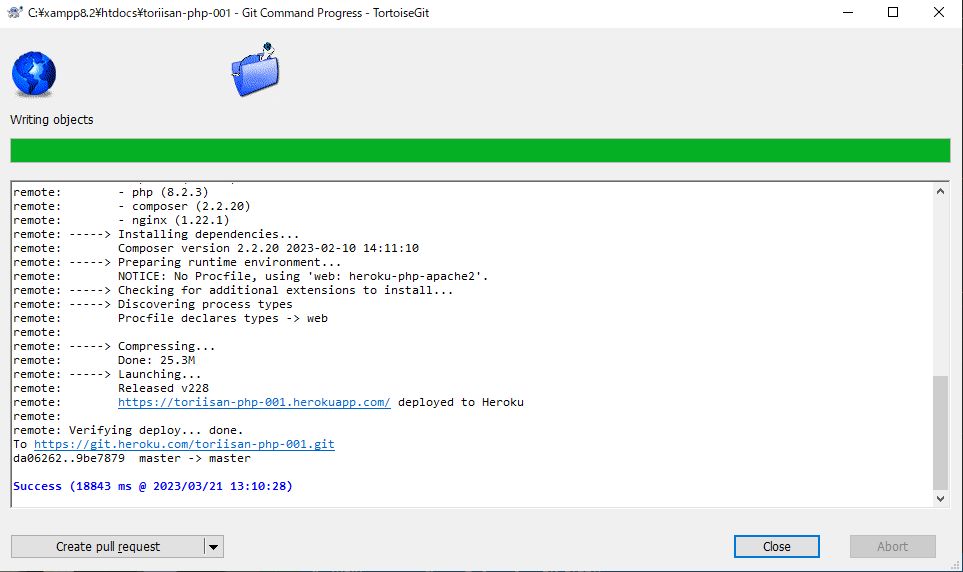 C:¥xampp8.2¥htdocs¥toriisan-php-001 - Git Command Progress - TortoiseGit
Writing objects
remote:        - php (8.2.3)
remote:        - composer (2.2.20)
remote:        - nginx (1.22.1)
remote: -----> Installing dependencies...
remote:        Composer version 2.2.20 2023-02-10 14:11:10
remote: -----> Preparing runtime environment...
remote:        NOTICE: No Procfile, using 'web: heroku-php-apache2'.
remote: -----> Checking for additional extensions to install...
remote: -----> Discovering process types
remote:        Procfile declares types -> web
remote:
remote: -----> Compressing...
remote:        Done: 25.3M
remote: -----> Launching...
remote:        Released v228
remote:        https://toriisan-php-001.herokuapp.com/ deployed to Heroku
remote:
remote: Verifying deploy... done.
To https://git.heroku.com/toriisan-php-001.git
da06262..9be7879  master -> master
Success (18843 ms @ 2023/03/21 13:10:28)
Create pull request
Close
Abort